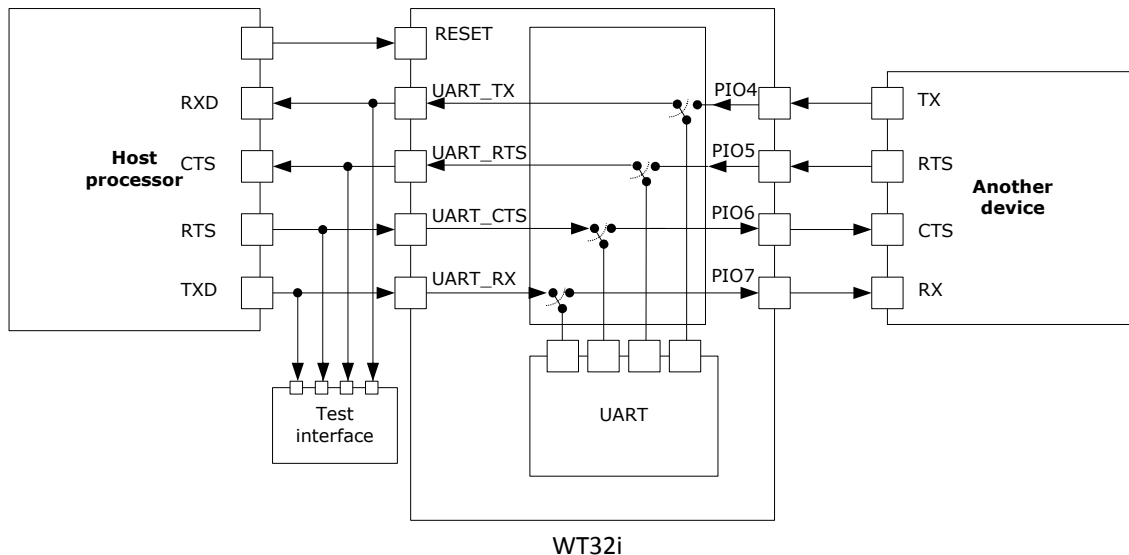 RESET
RXD
UART_TX
PIO4
TX
Host
processor
CTS
UART_RTS
PIO5
RTS
Another
device
RTS
UART_CTS
PIO6
CTS
TXD
UART_RX
PIO7
RX
Test
interface
UART
WT32i